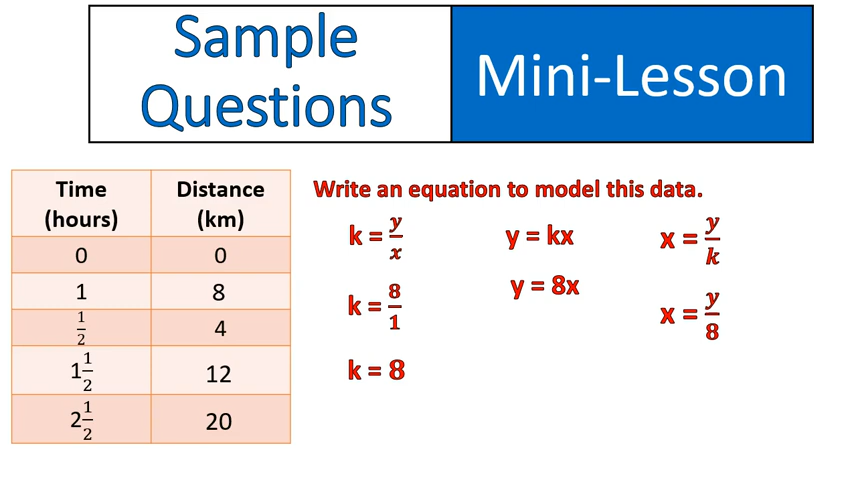 Sample
Questions
Mini-Lesson
Time
(hours)
Distance
(km)
0
0
1
8
1/2
4
1 1/2
12
2 1/2
20
Write an equation to model this data.
k = y/x
k = 8/1
k = 8
y = kx
y = 8x
x = y/k
x = y/8